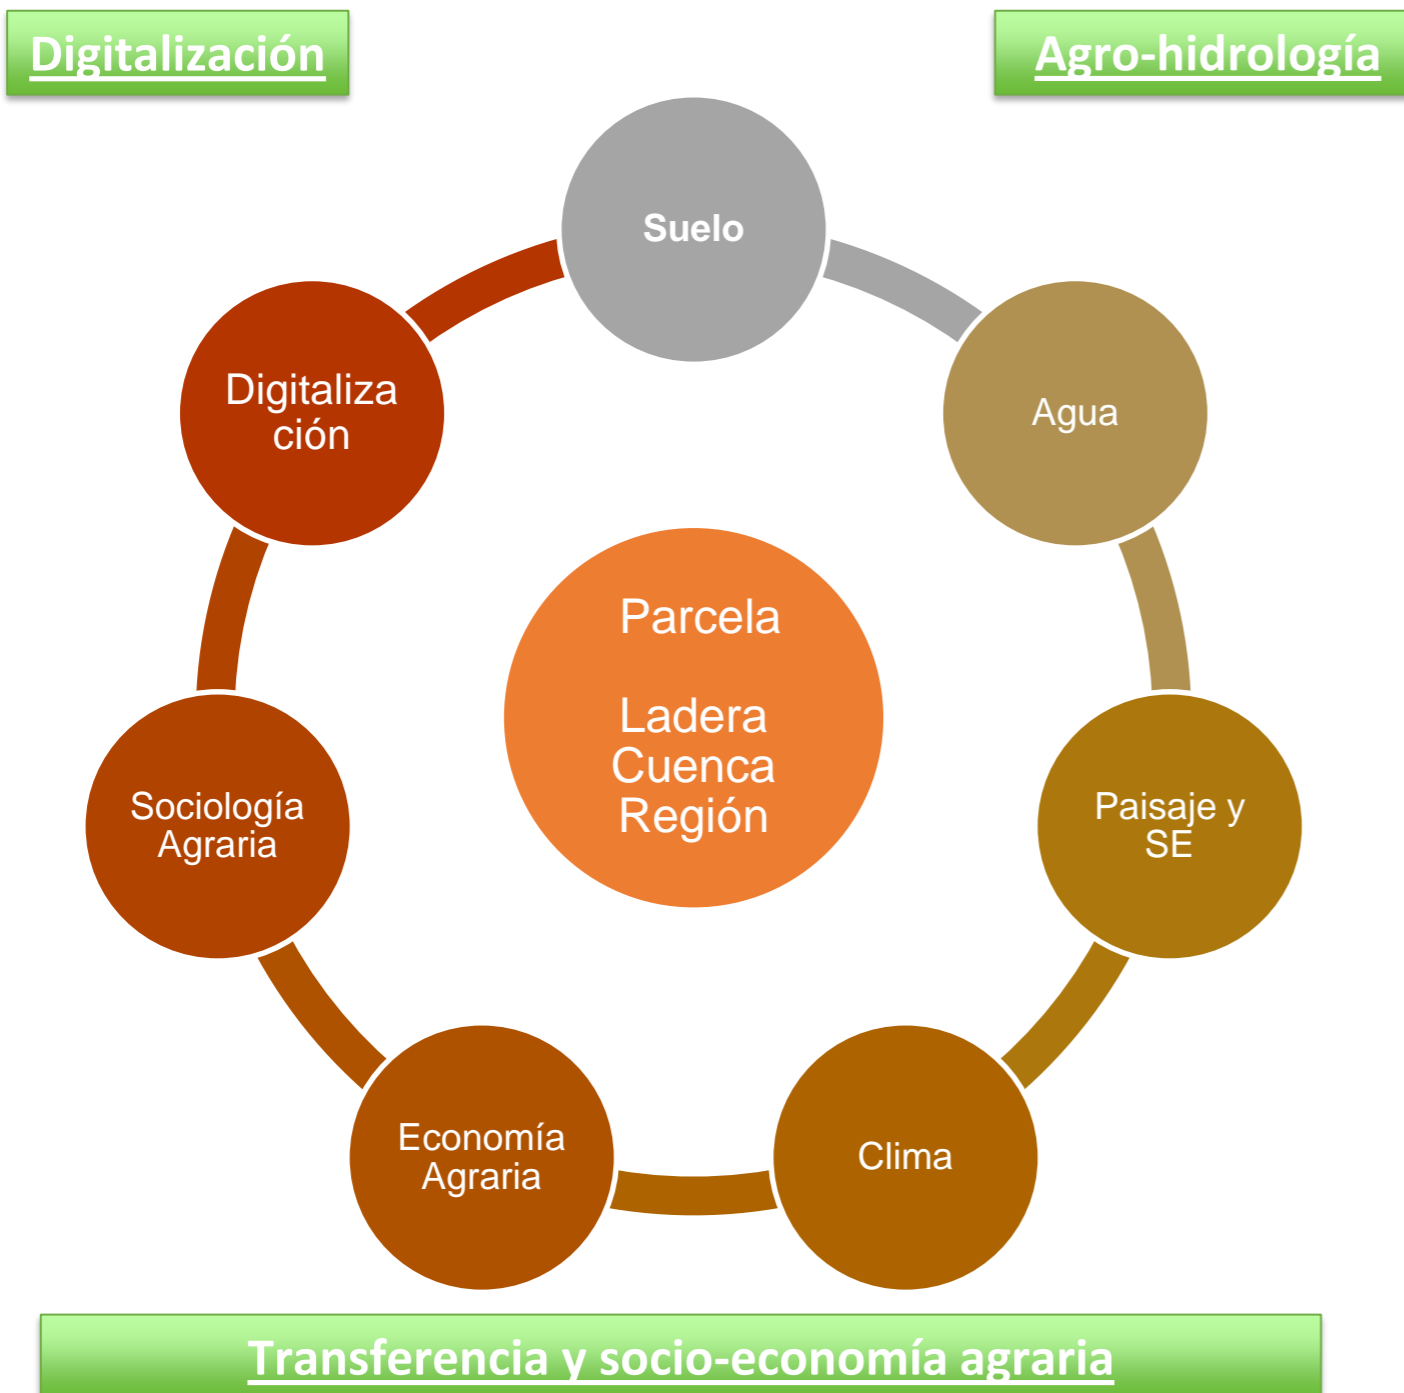 Digitalización
Agro-hidrología
Suelo
Digitaliza
ción
Agua
Parcela
Ladera
Cuenca
Región
Sociología
Agraria
Paisaje y
SE
Economía
Agraria
Clima
Transferencia y socio-economía agraria